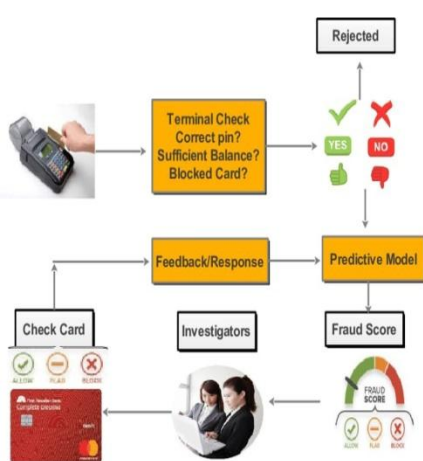 Rejected
Terminal Check
Correct pin?
Sufficient Balance?
Blocked Card?
YES
NO
Feedback/Response
Predictive Model
Check Card
Investigators
Fraud Score
ALLOW
FLAG
BLOCK
FRAUD
SCORE
ALLOW
FLAG
BLOCK